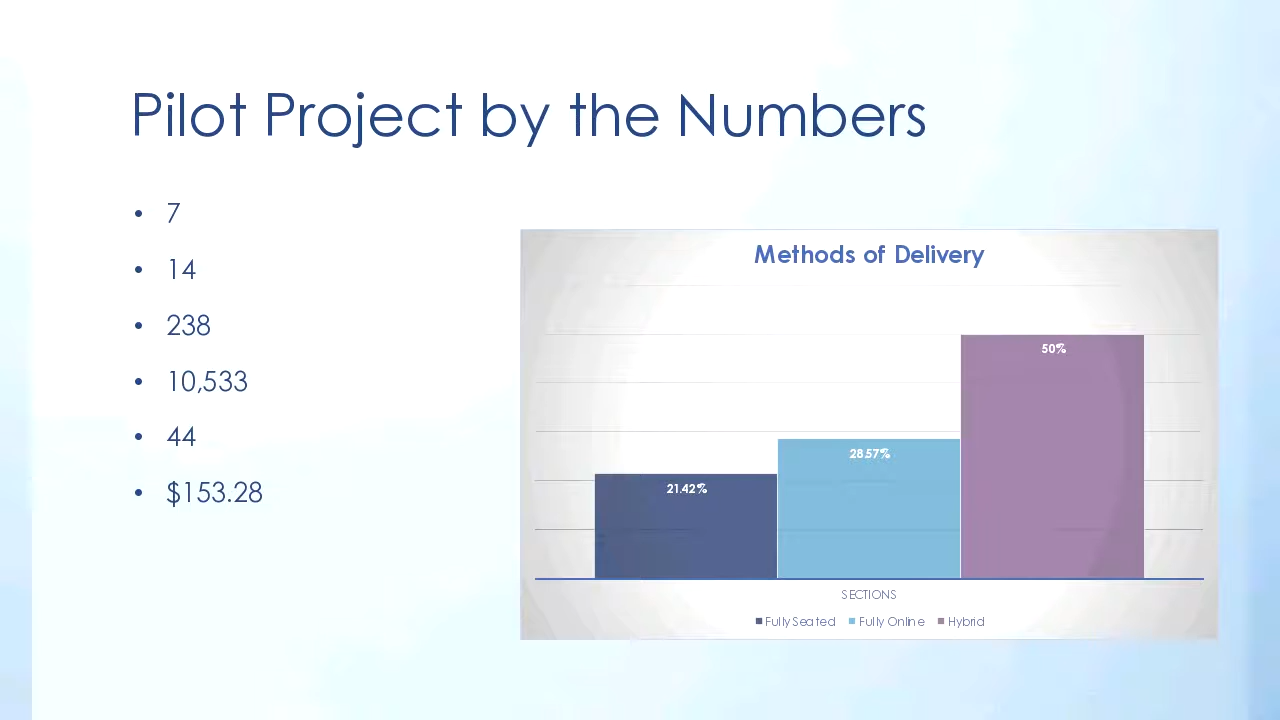 Pilot Project by the Numbers
• 7
• 14
• 238
• 10,533
• 44
• $153.28
Methods of Delivery
21.42%
28.57%
50%
SECTIONS
Fully Seated Fully Online Hybrid